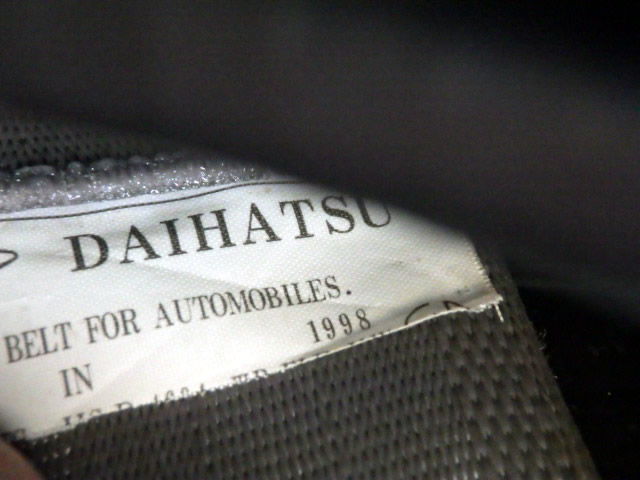 DAIHATSU
BELT FOR AUTOMOBILES.
1998
IN